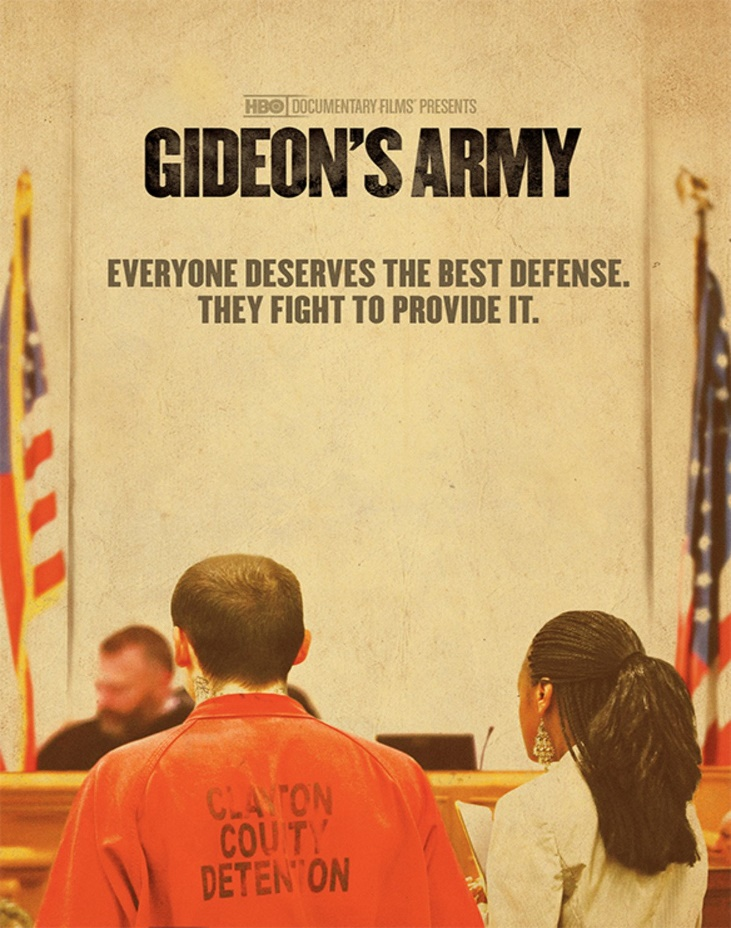 HBO DOCUMENTARY FILMS® PRESENTS
GIDEON'S ARMY
EVERYONE DESERVES THE BEST DEFENSE.
THEY FIGHT TO PROVIDE IT.
CLAYTON
COUNTY
DETENTION